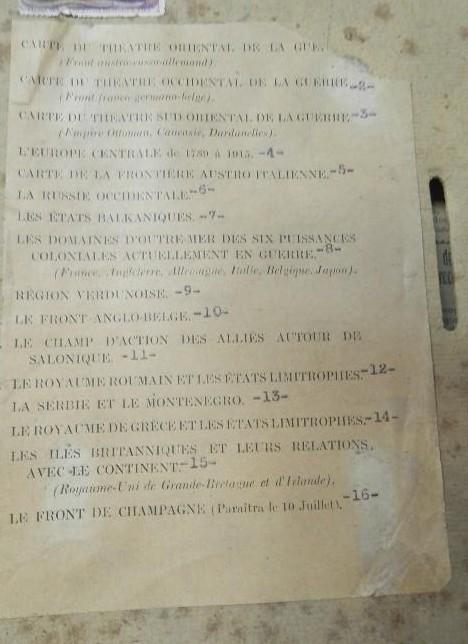 CARTE DU THEATRE ORIENTAL DE LA GUE
(Front austro-russo-allemand).
CARTE DU THEATRE OCCIDENTAL DE LA GUERRE -2-
(Front franco-germano-belge).
CARTE DU THEATRE SUD ORIENTAL DE LA GUERRE -3-
(Empire Ottoman, Caucasie, Dardanelles).
L'EUROPE CENTRALE de 1789 à 1915. -4-
CARTE DE LA FRONTIÈRE AUSTRO ITALIENNE. -5-
LA RUSSIE OCCIDENTALE. -6-
LES ÉTATS BALKANIQUES. -7-
LES DOMAINES D'OUTRE-MER DES SIX PUISSANCES
COLONIALES ACTUELLEMENT EN GUERRE. -8-
(France, Angleterre, Allemagne, Italie, Belgique, Japon).
RÉGION VERDUNOISE. -9-
LE FRONT ANGLO-BELGE. -10-
LE CHAMP D'ACTION DES ALLIÉS AUTOUR DE
SALONIQUE. -11-
LE ROYAUME ROUMAIN ET LES ÉTATS LIMITROPHES. -12-
LA SERBIE ET LE MONTENEGRO. -13-
LE ROYAUME DE GRÈCE ET LES ÉTATS LIMITROPHES. -14-
LES ILES BRITANNIQUES ET LEURS RELATIONS
AVEC LE CONTINENT. -15-
(Royaume-Uni de Grande-Bretagne et d'Irlande).
LE FRONT DE CHAMPAGNE (Paraîtra le 10 Juillet). -16-